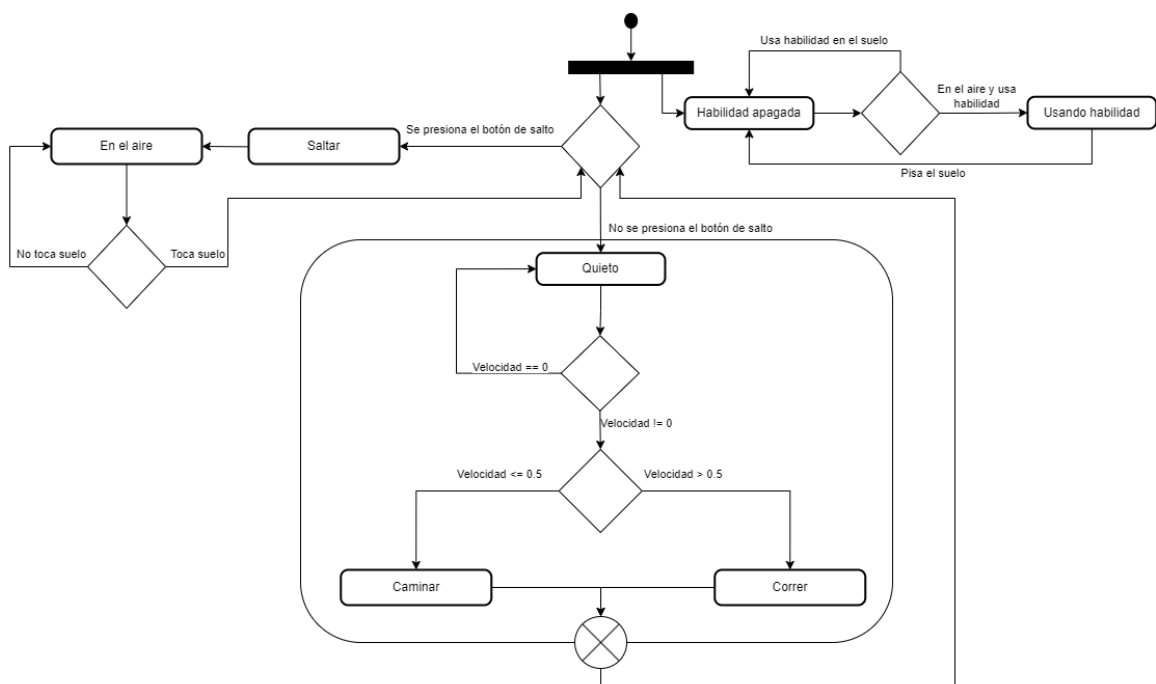 Usa habilidad en el suelo
En el aire y usa
habilidad
Habilidad apagada
Usando habilidad
Pisa el suelo
Se presiona el botón de salto
En el aire
Saltar
No toca suelo
Toca suelo
No se presiona el botón de salto
Quieto
Velocidad == 0
Velocidad != 0
Velocidad <= 0.5
Velocidad > 0.5
Caminar
Correr